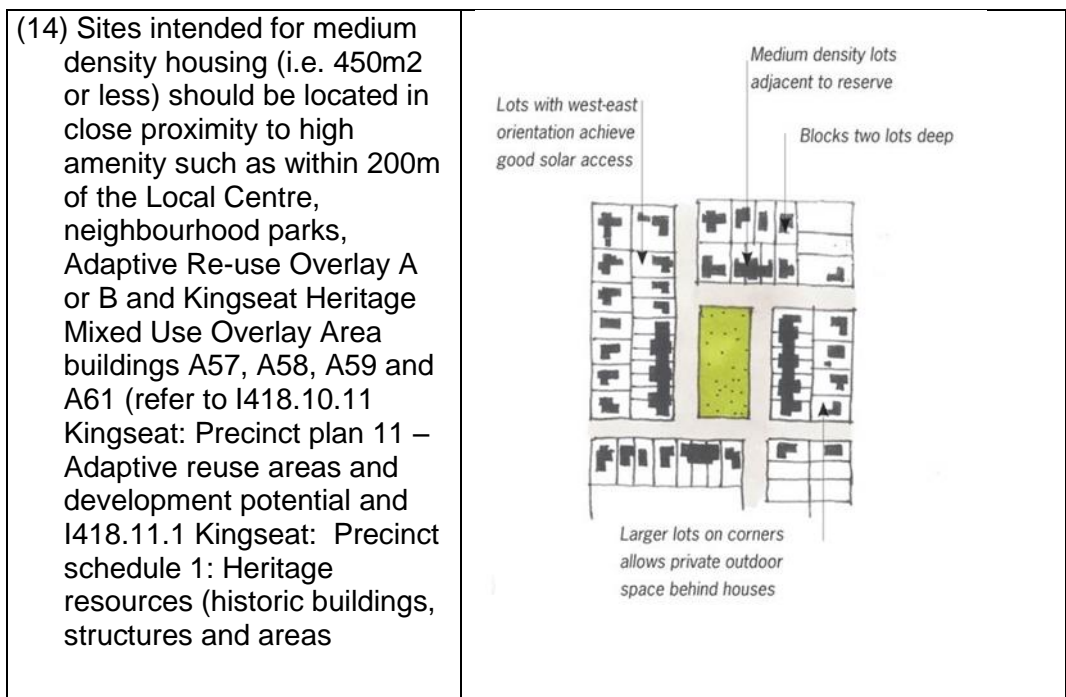 (14) Sites intended for medium
density housing (i.e. 450m2
or less) should be located in
close proximity to high
amenity such as within 200m
of the Local Centre,
neighbourhood parks,
Adaptive Re-use Overlay A
or B and Kingseat Heritage
Mixed Use Overlay Area
buildings A57, A58, A59 and
A61 (refer to I418.10.11
Kingseat: Precinct plan 11 –
Adaptive reuse areas and
development potential and
I418.11.1 Kingseat: Precinct
schedule 1: Heritage
resources (historic buildings,
structures and areas
Medium density lots
adjacent to reserve
Lots with west-east
orientation achieve
good solar access
Blocks two lots deep
Larger lots on corners
allows private outdoor
space behind houses